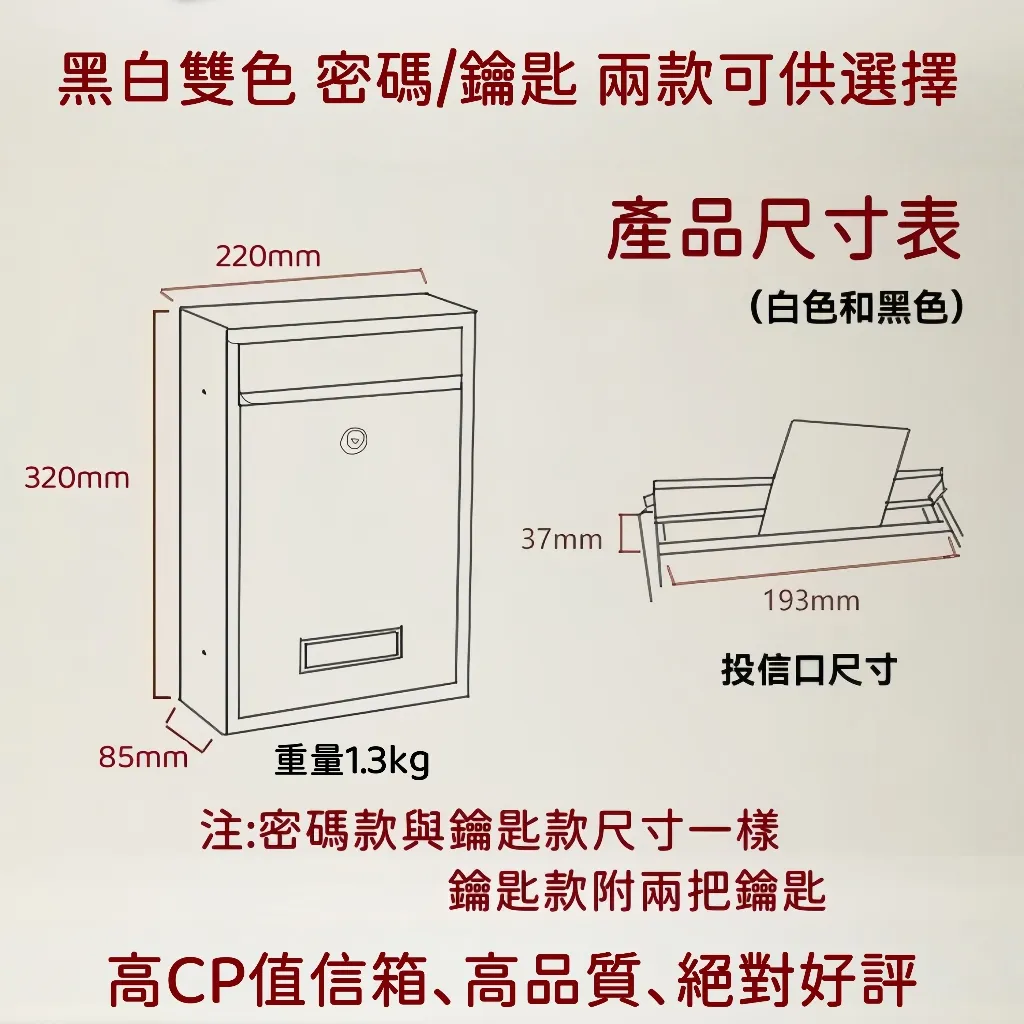 黑白雙色 密碼/鑰匙 兩款可供選擇
產品尺寸表
(白色和黑色)
220mm
320mm
37mm
193mm
投信口尺寸
85mm
重量1.3kg
注:密碼款與鑰匙款尺寸一樣
鑰匙款附兩把鑰匙
高CP值信箱、高品質、絕對好評